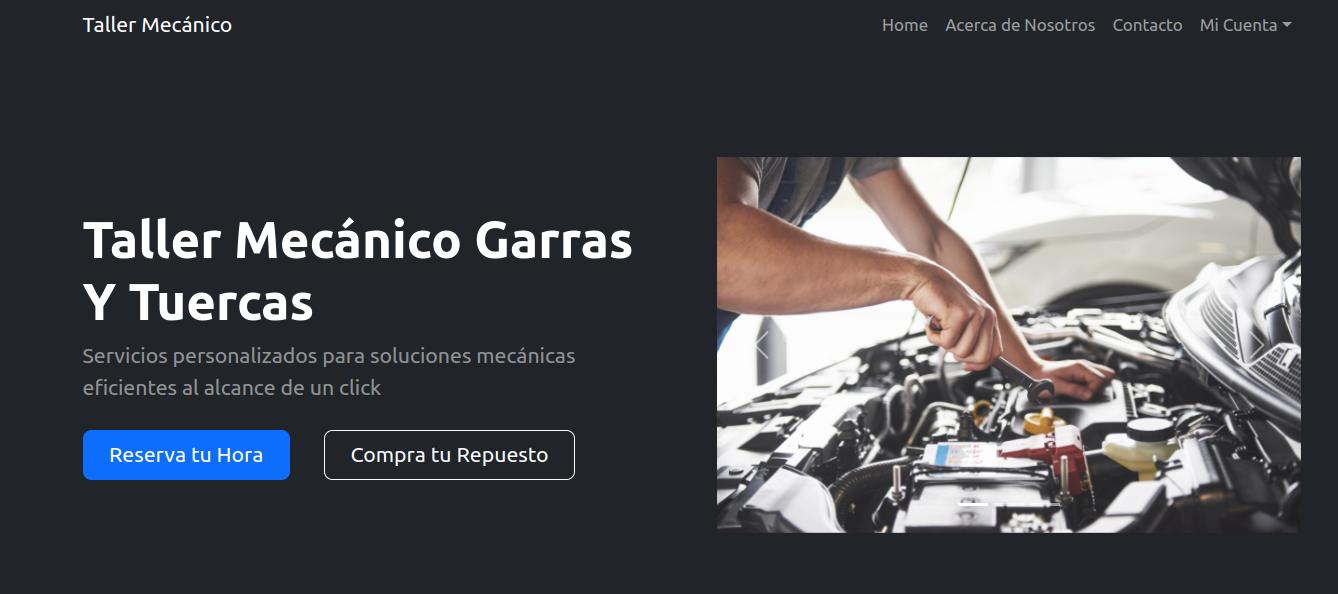 Taller Mecánico
Home Acerca de Nosotros Contacto Mi Cuenta
Taller Mecánico Garras
Y Tuercas
Servicios personalizados para soluciones mecánicas
eficientes al alcance de un click
Reserva tu Hora Compra tu Repuesto